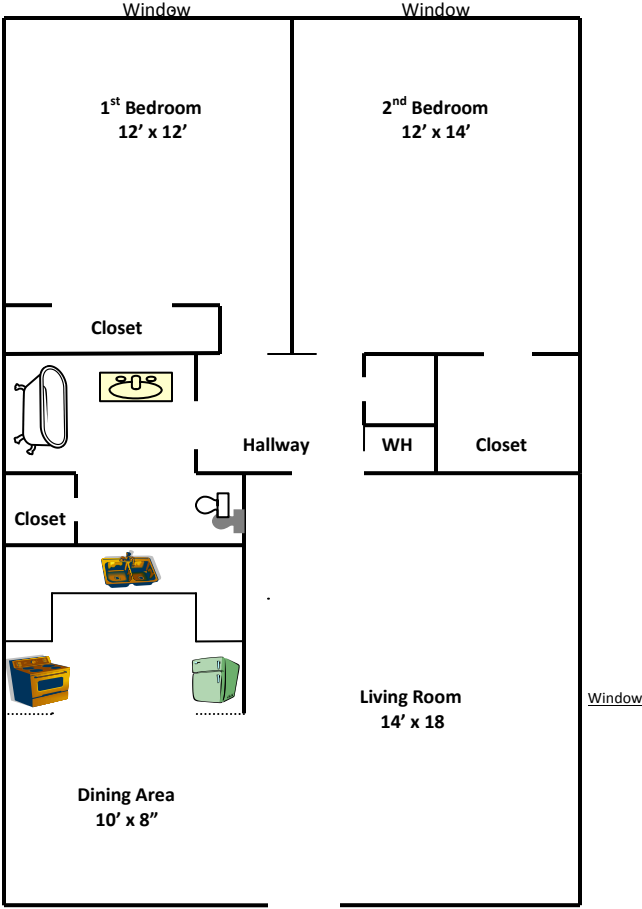 Window Window
1st Bedroom
12’ x 12’
2nd Bedroom
12’ x 14’
Closet
Hallway
WH
Closet
Closet
Living Room
14’ x 18
Window
Dining Area
10’ x 8”